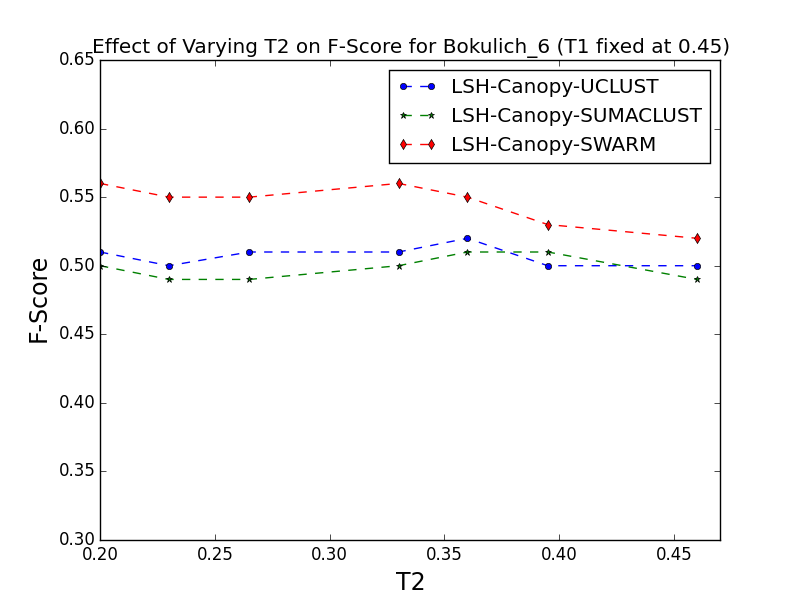 Effect of Varying T2 on F-Score for Bokulich_6 (T1 fixed at 0.45)
LSH-Canopy-UCLUST
LSH-Canopy-SUMACLUST
LSH-Canopy-SWARM
F-Score
0.65
0.60
0.55
0.50
0.45
0.40
0.35
0.30
0.20 0.25 0.30 0.35 0.40 0.45
T2